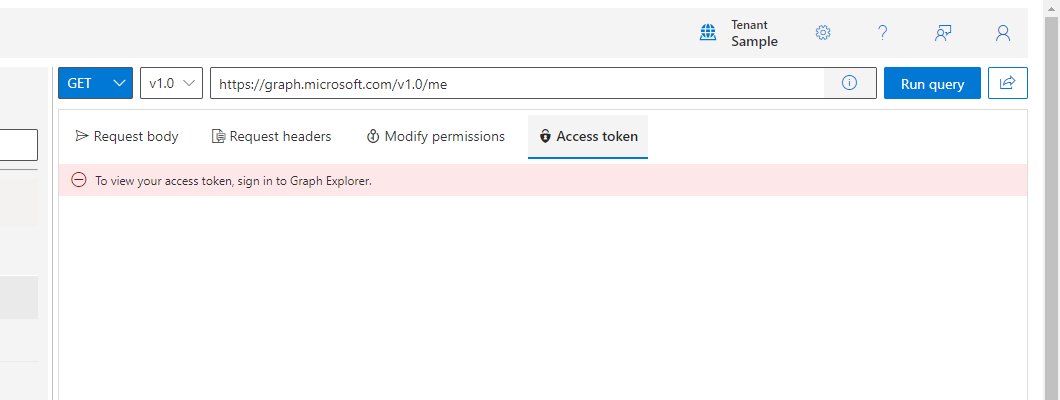 Tenant
Sample
GET
v1.0
https://graph.microsoft.com/v1.0/me
Run query
Request body
Request headers
Modify permissions
Access token
To view your access token, sign in to Graph Explorer.